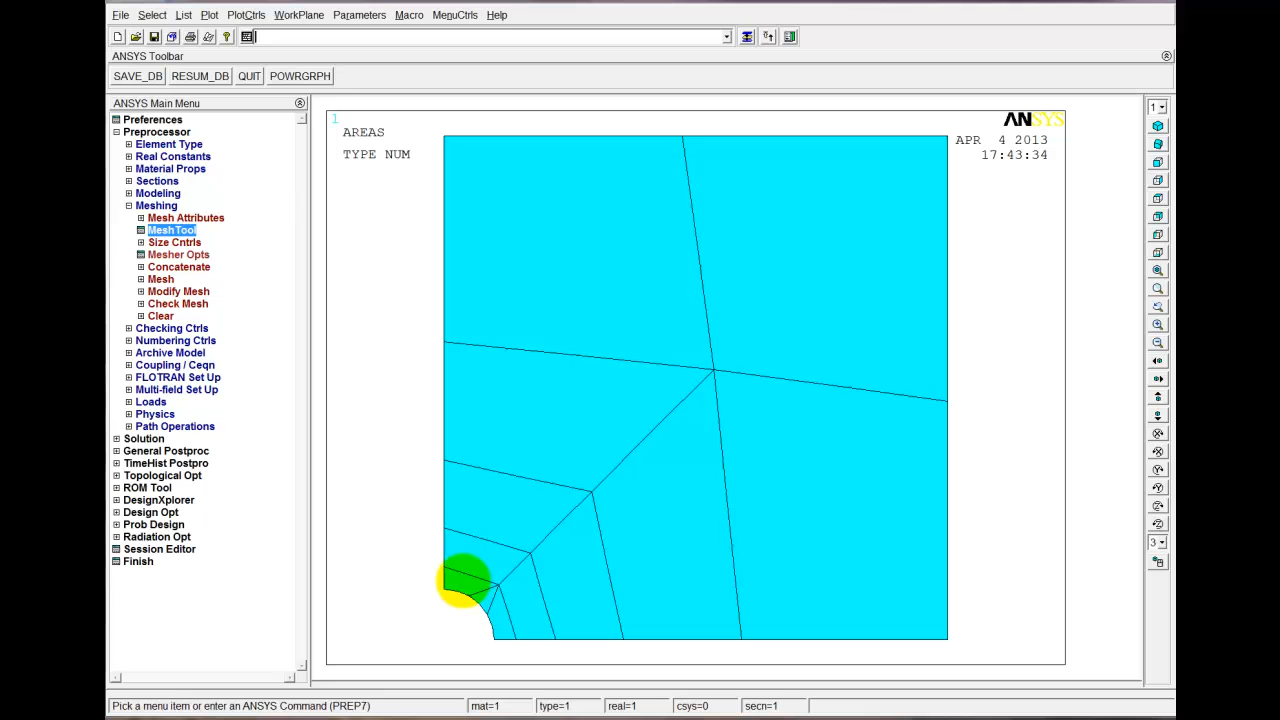 File Select List Plot PlotCtrls WorkPlane Parameters Macro MenuCtrls Help
ANSYS Toolbar
SAVE_DB RESUM_DB QUIT POWRGRPH
ANSYS Main Menu
Preferences
Preprocessor
Element Type
Real Constants
Material Props
Sections
Modeling
Meshing
Mesh Attributes
MeshTool
Size Cntrls
Mesher Opts
Concatenate
Mesh
Modify Mesh
Check Mesh
Clear
Checking Ctrls
Numbering Ctrls
Archive Model
Coupling / Ceqn
FLOTRAN Set Up
Multi-field Set Up
Loads
Physics
Path Operations
Solution
General Postproc
TimeHist Postpro
Topological Opt
ROM Tool
DesignXplorer
Design Opt
Prob Design
Radiation Opt
Session Editor
Finish
1
AREAS
TYPE NUM
ANSYS
APR 4 2013
17:43:34
1
3
Pick a menu item or enter an ANSYS Command (PREP7) mat=1 type=1 real=1 csys=0 secn=1